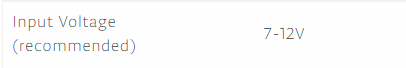 Input Voltage
(recommended)
7-12V